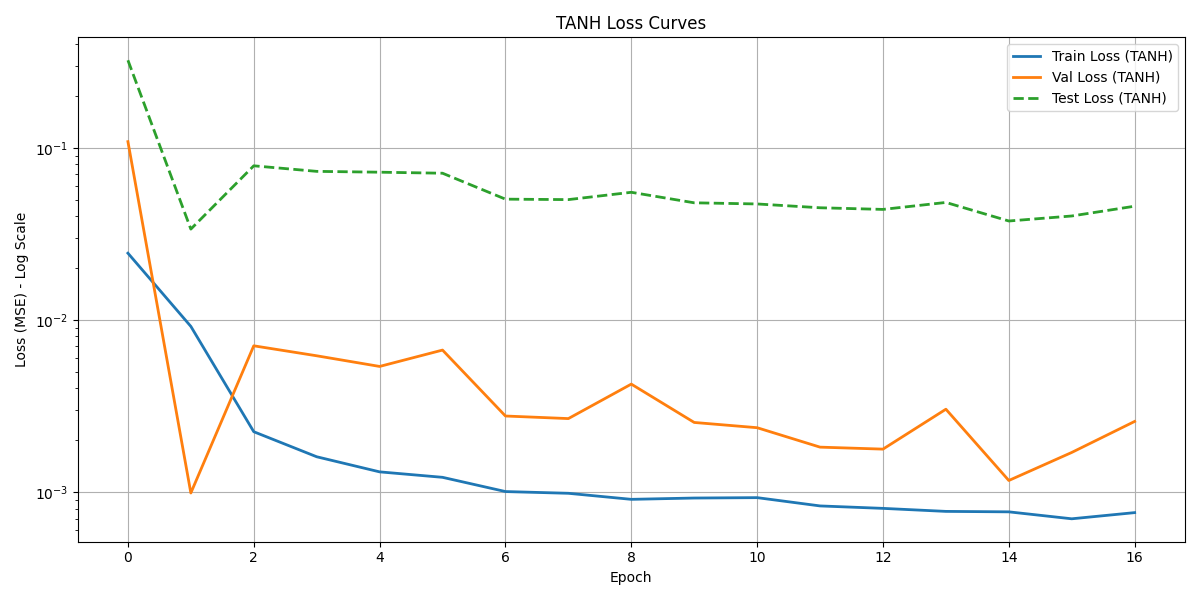 TANH Loss Curves
Train Loss (TANH)
Val Loss (TANH)
Test Loss (TANH)
Loss (MSE) - Log Scale
10⁻¹
10⁻²
10⁻³
0 2 4 6 8 10 12 14 16
Epoch